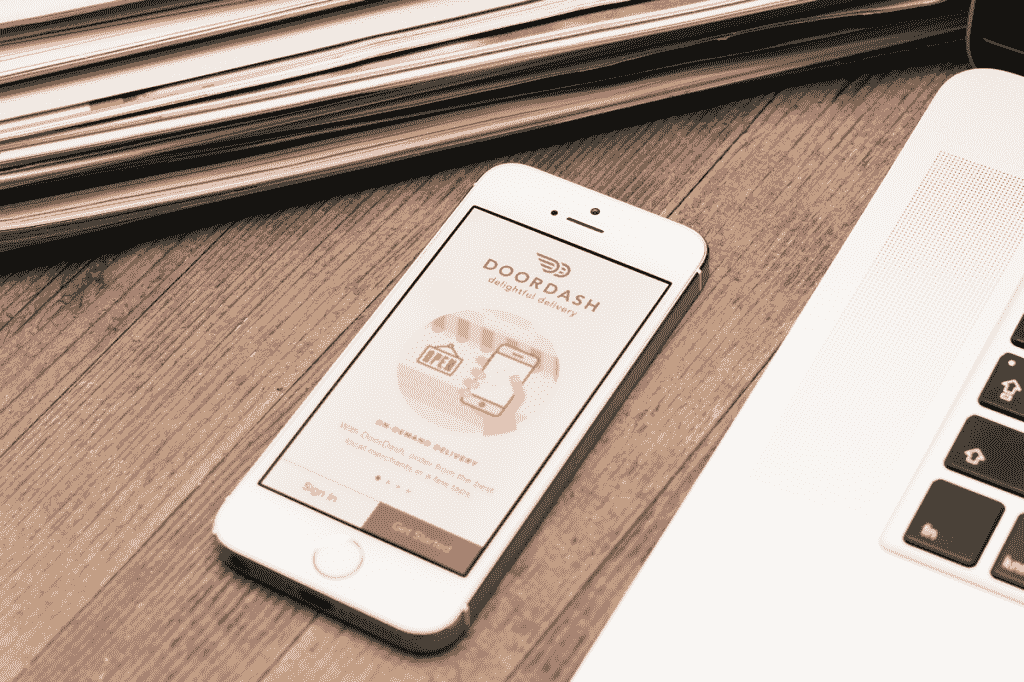 DOORDASH
delightful delivery
OPEN
ON-DEMAND DELIVERY
With DoorDash, order from the best
local merchants in a few taps.
Sign In
Get Started
fn